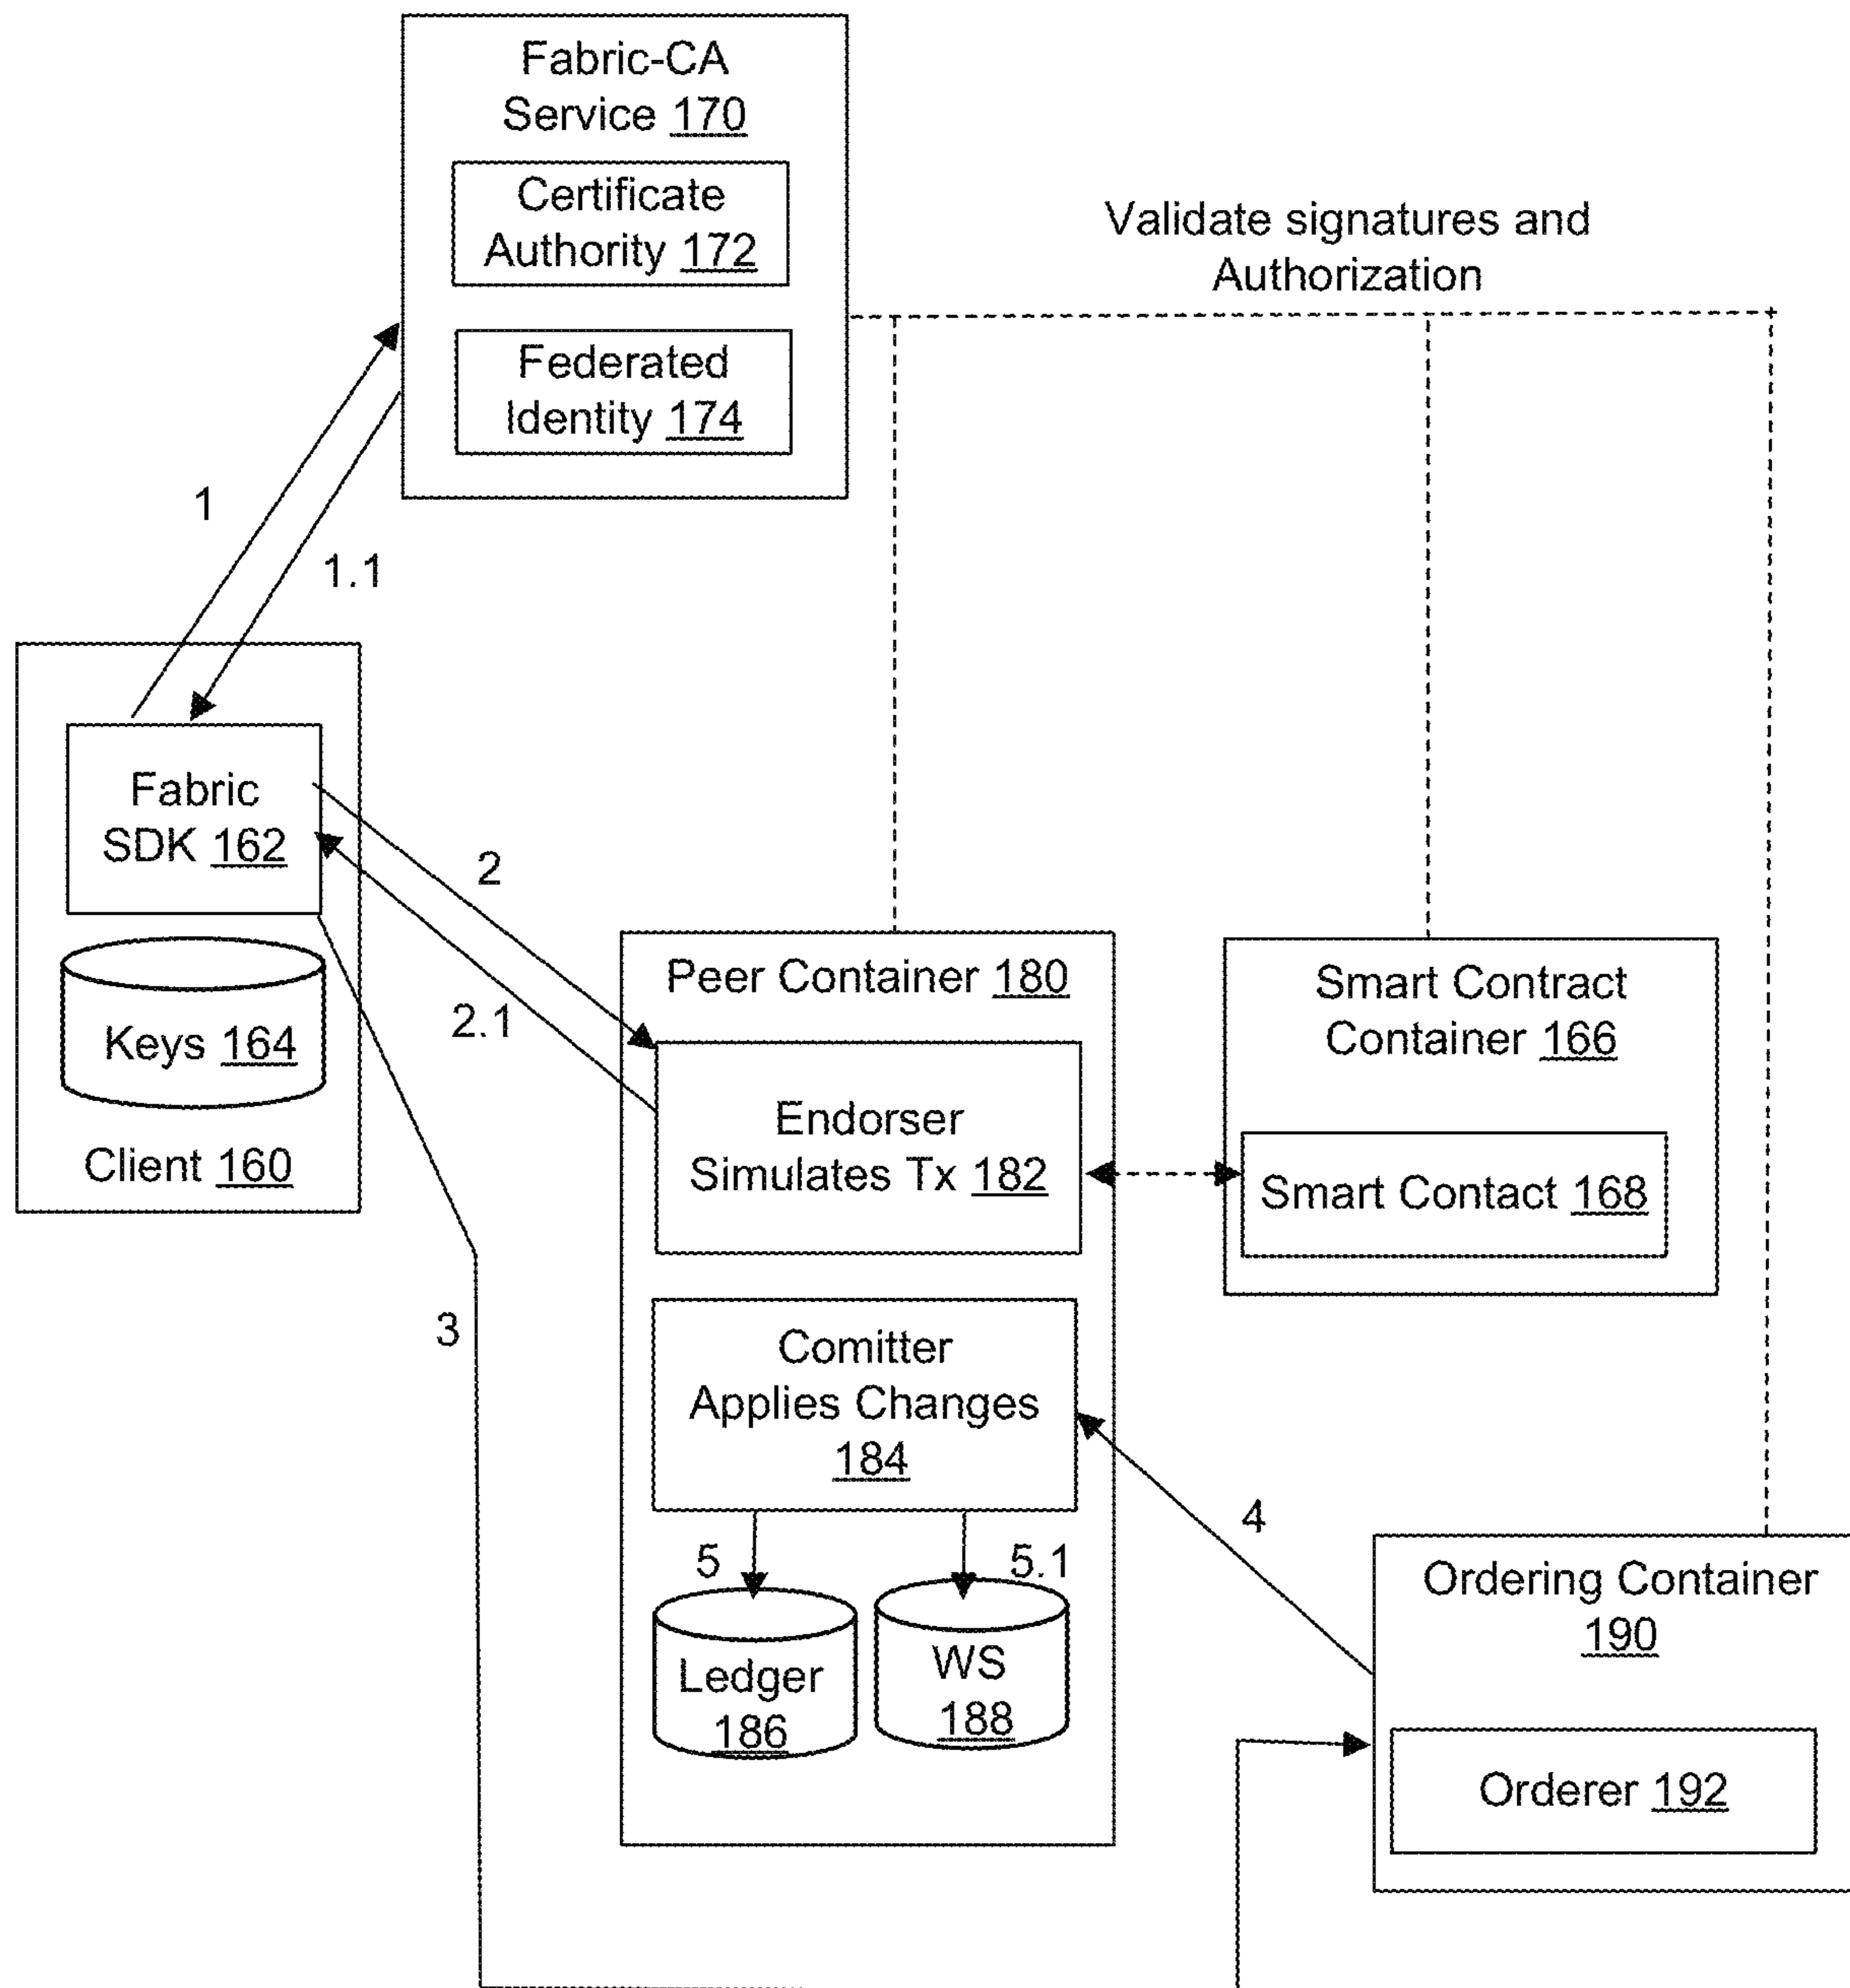 Fabric-CA
Service 170
Certificate
Authority 172
Federated
Identity 174
Validate signatures and
Authorization
1
1.1
Fabric
SDK 162
Keys 164
Client 160
2
2.1
3
Peer Container 180
Endorser
Simulates Tx 182
Comitter
Applies Changes
184
5
5.1
Ledger
186
WS
188
Smart Contract
Container 166
Smart Contact 168
4
Ordering Container
190
Orderer 192